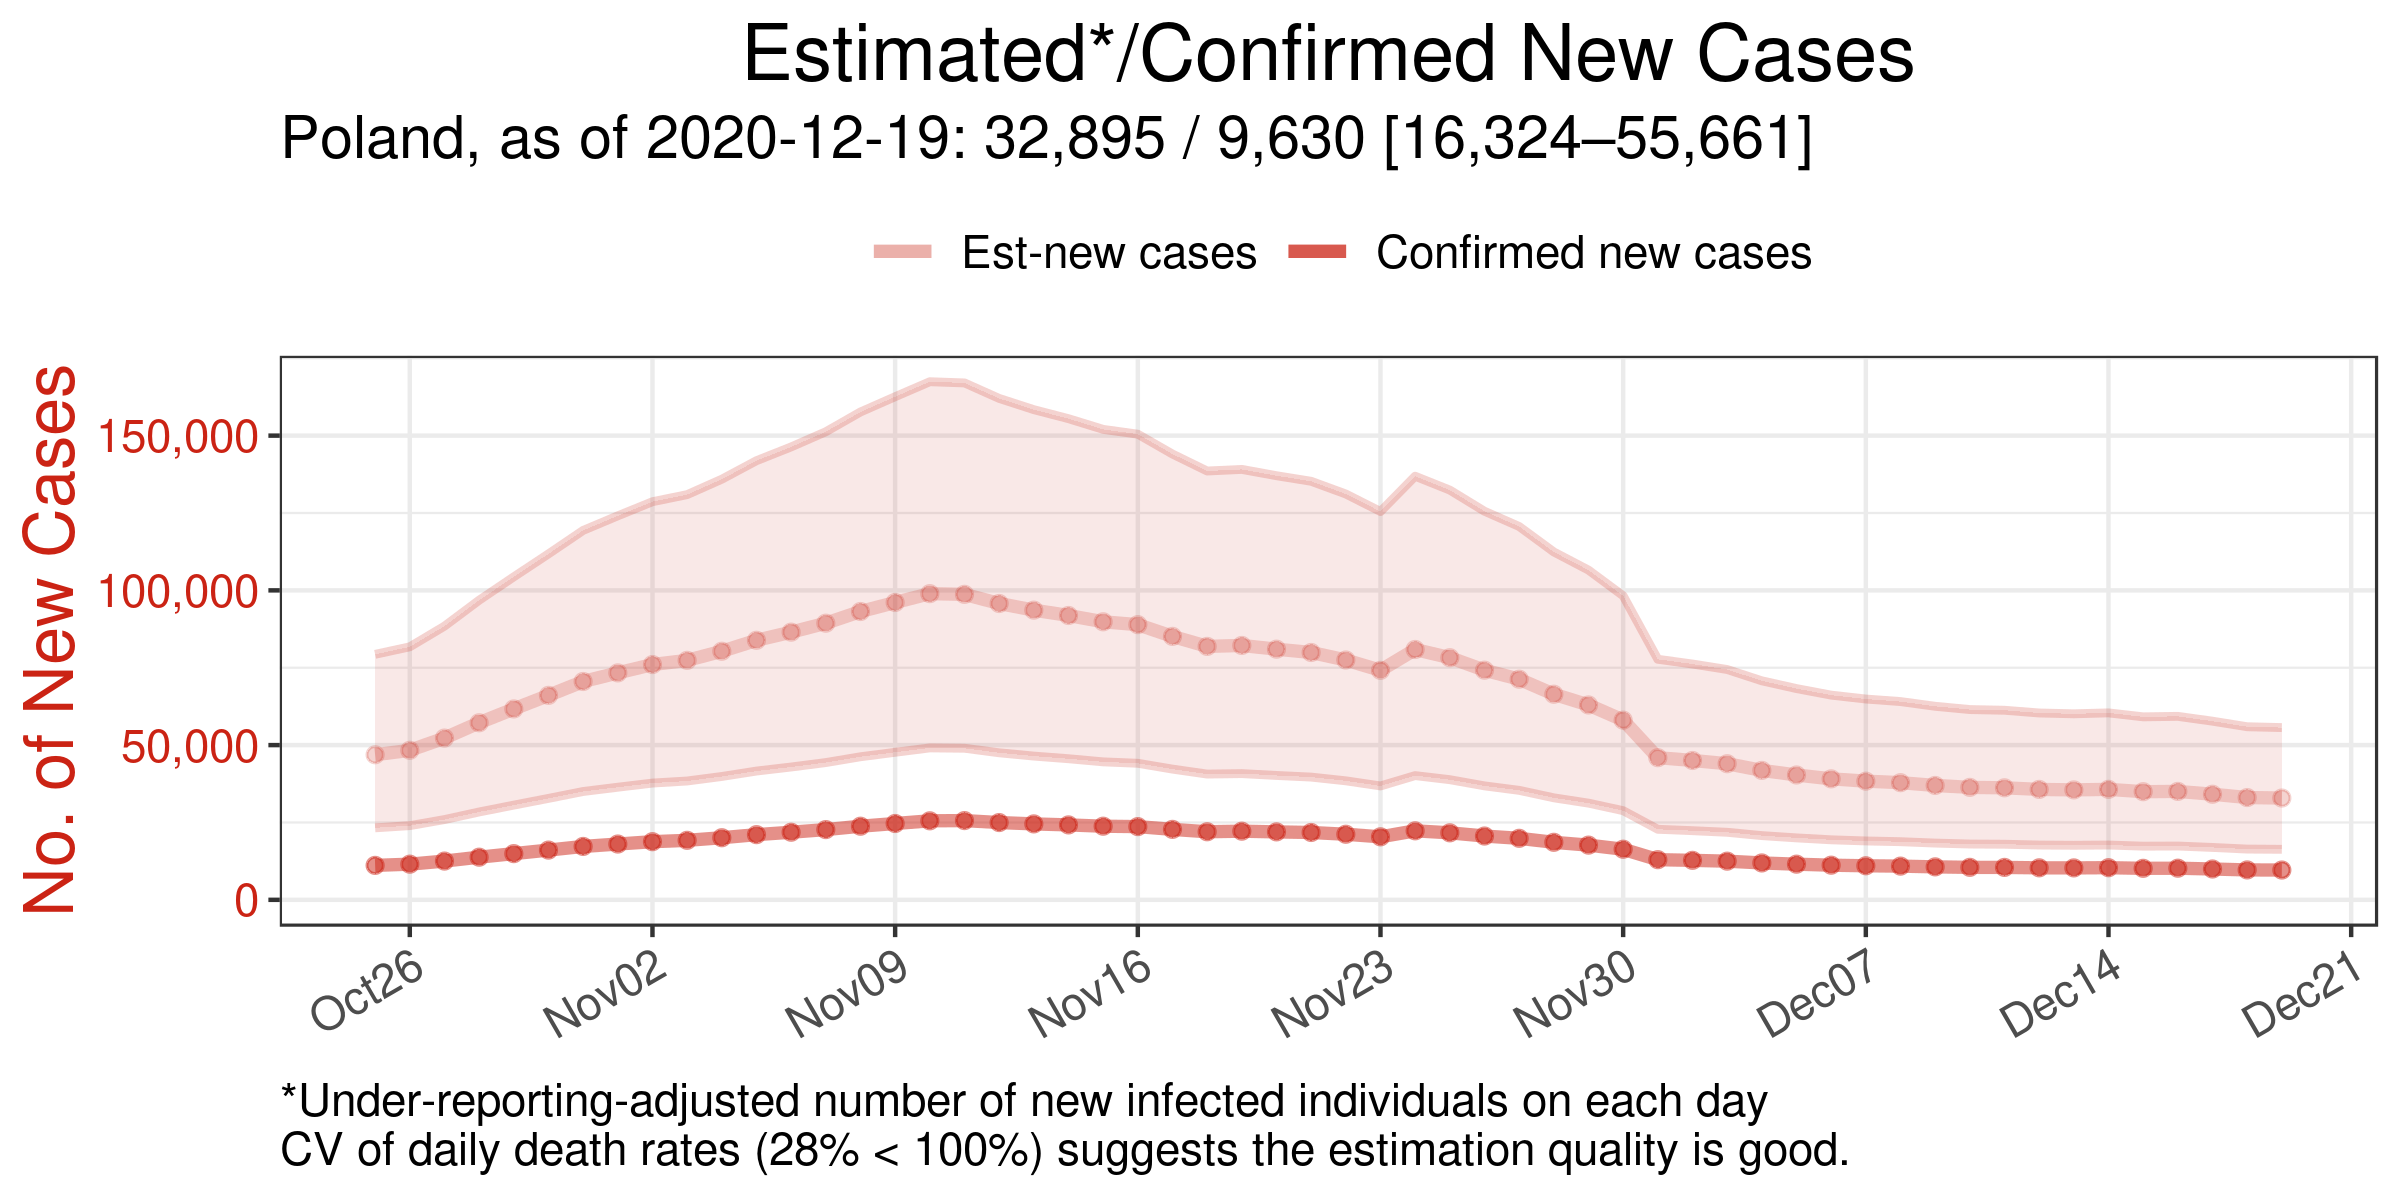 Estimated*/Confirmed New Cases
Poland, as of 2020-12-19: 32,895 / 9,630 [16,324–55,661]
Est-new cases Confirmed new cases
No. of New Cases
150,000
100,000
50,000
0
Oct26 Nov02 Nov09 Nov16 Nov23 Nov30 Dec07 Dec14 Dec21
*Under-reporting-adjusted number of new infected individuals on each day
CV of daily death rates (28% < 100%) suggests the estimation quality is good.